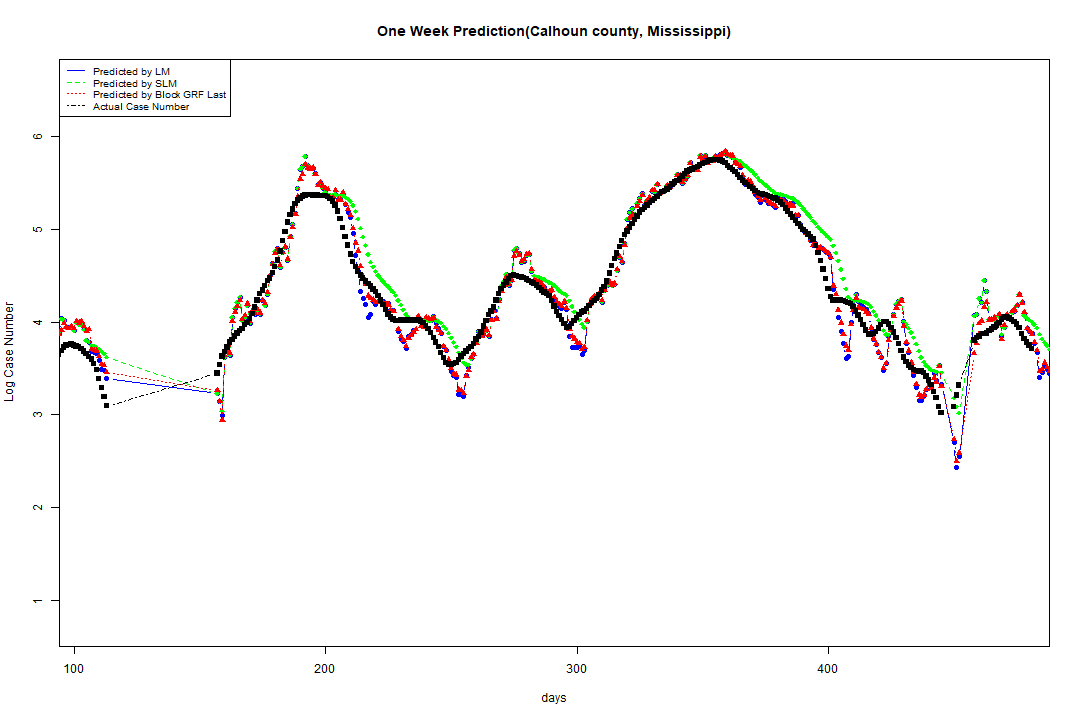 One Week Prediction(Calhoun county, Mississippi)
Predicted by LM
Predicted by SLM
Predicted by Block GRF Last
Actual Case Number
6
5
4
3
2
1
Log Case Number
100 200 300 400
days